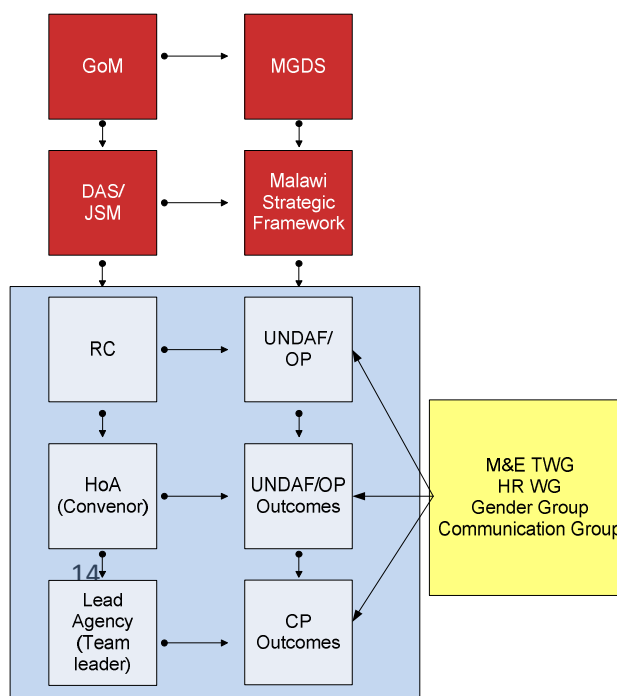 GoM
MGDS
DAS/
JSM
Malawi
Strategic
Framework
RC
UNDAF/
OP
HoA
(Convenor)
UNDAF/OP
Outcomes
M&E TWG
HR WG
Gender Group
Communication Group
14
Lead
Agency
(Team
leader)
CP
Outcomes